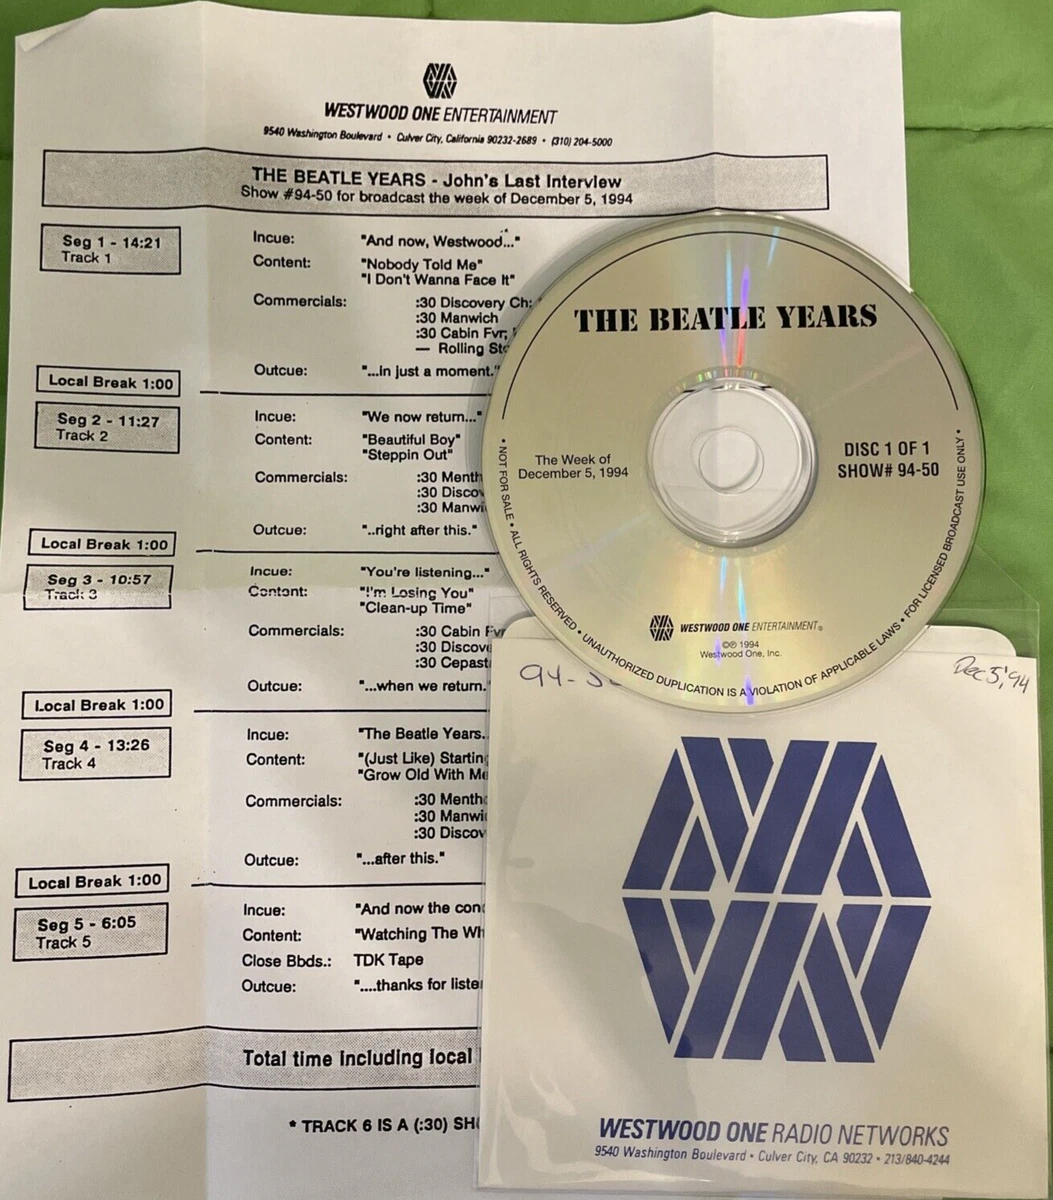 WESTWOOD ONE ENTERTAINMENT
9540 Washington Boulevard • Culver City, California 90232-2689 • (310) 204-5000
THE BEATLE YEARS - John's Last Interview
Show #94-50 for broadcast the week of December 5, 1994
Seg 1 - 14:21
Track 1
Incue: "And now, Westwood..."
Content: "Nobody Told Me"
"I Don't Wanna Face It"
Commercials: :30 Discovery Ch:
:30 Manwich
:30 Cabin Fvr;
— Rolling
Outcue: "...in just a moment."
Local Break 1:00
Seg 2 - 11:27
Track 2
Incue: "We now return..."
Content: "Beautiful Boy"
"Steppin Out"
Commercials: :30 Menth
:30 Disco
:30 Manwi
Outcue: "..right after this."
Local Break 1:00
Seg 3 - 10:57
Track 3
Incue: "You're listening..."
Content: "I'm Losing You"
"Clean-up Time"
Commercials: :30 Cabin Fvr
:30 Discove
:30 Cepast
Outcue: "...when we return."
Local Break 1:00
Seg 4 - 13:26
Track 4
Incue: "The Beatle Years..
Content: "(Just Like) Starting
"Grow Old With Me
Commercials: :30 Mentho
:30 Manwi
:30 Discov
Outcue: "...after this."
Local Break 1:00
Seg 5 - 6:05
Track 5
Incue: "And now the con
Content: "Watching The Wh
Close Bbds.: TDK Tape
Outcue: "....thanks for liste
Total time including local
* TRACK 6 IS A (:30) SH
THE BEATLE YEARS
The Week of
December 5, 1994
DISC 1 OF 1
SHOW# 94-50
WESTWOOD ONE ENTERTAINMENT®
©℗ 1994
Westwood One, Inc.
• NOT FOR SALE • ALL RIGHTS RESERVED • UNAUTHORIZED DUPLICATION IS A VIOLATION OF APPLICABLE LAWS • FOR LICENSED BROADCAST USE ONLY •
94-
Dec 5, '94
WESTWOOD ONE RADIO NETWORKS
9540 Washington Boulevard • Culver City, CA 90232 • 213/840-4244